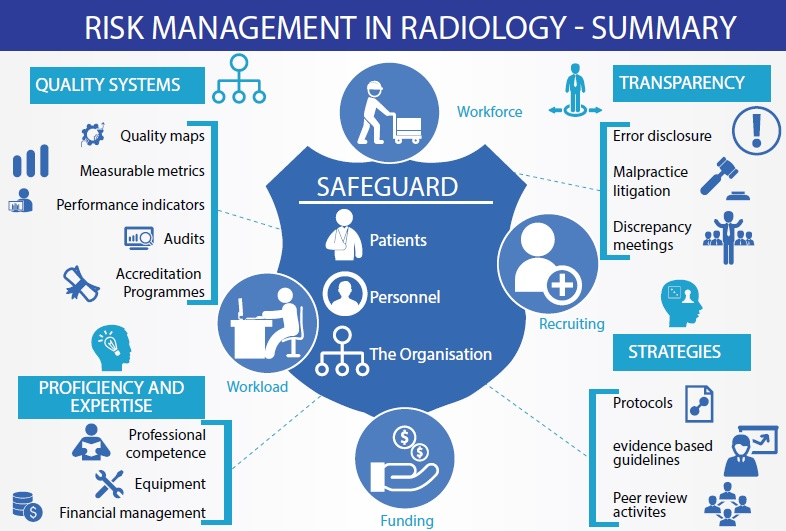 RISK MANAGEMENT IN RADIOLOGY - SUMMARY
QUALITY SYSTEMS
Quality maps
Measurable metrics
Performance indicators
Audits
Accreditation
Programmes
PROFICIENCY AND
EXPERTISE
Professional
competence
Equipment
Financial management
Workforce
SAFEGUARD
Patients
Personnel
The Organisation
Workload
Recruiting
$
$
Funding
TRANSPARENCY
Error disclosure
Malpractice
litigation
Discrepancy
meetings
STRATEGIES
Protocols
evidence based
guidelines
Peer review
activites
$